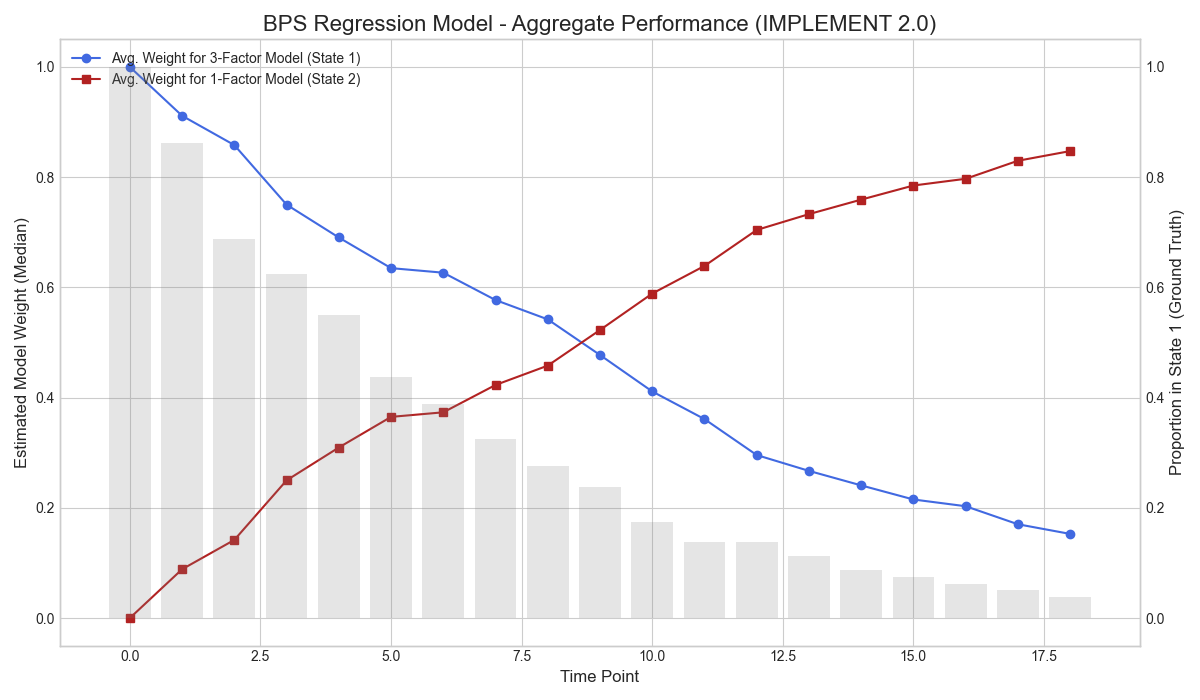 BPS Regression Model - Aggregate Performance (IMPLEMENT 2.0)
Avg. Weight for 3-Factor Model (State 1)
Avg. Weight for 1-Factor Model (State 2)
Estimated Model Weight (Median)
1.0
0.8
0.6
0.4
0.2
0.0
1.0
0.8
0.6
0.4
0.2
0.0
Proportion in State 1 (Ground Truth)
0.0 2.5 5.0 7.5 10.0 12.5 15.0 17.5
Time Point